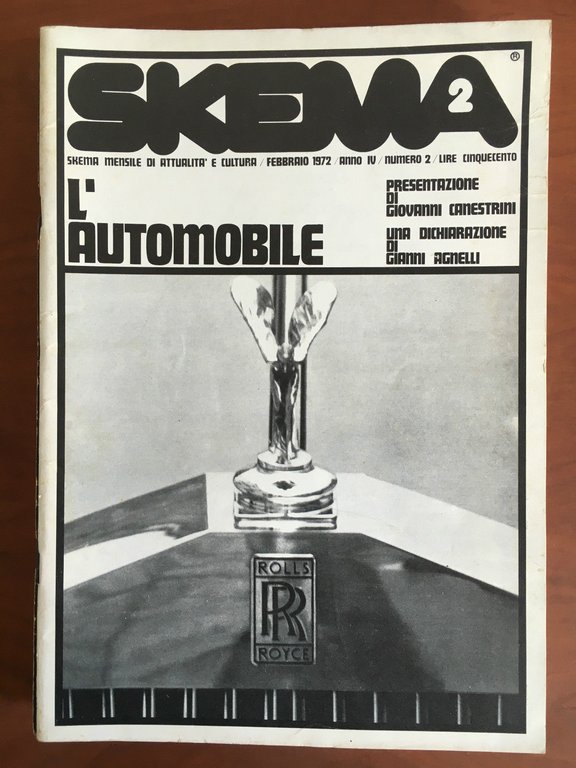 SKEMA 2 ®
SKEMA MENSILE DI ATTUALITA' E CULTURA / FEBBRAIO 1972 / ANNO IV / NUMERO 2 / LIRE CINQUECENTO
L'
AUTOMOBILE
PRESENTAZIONE
DI
GIOVANNI CANESTRINI
UNA DICHIARAZIONE
DI
GIANNI AGNELLI
ROLLS
RR
ROYCE